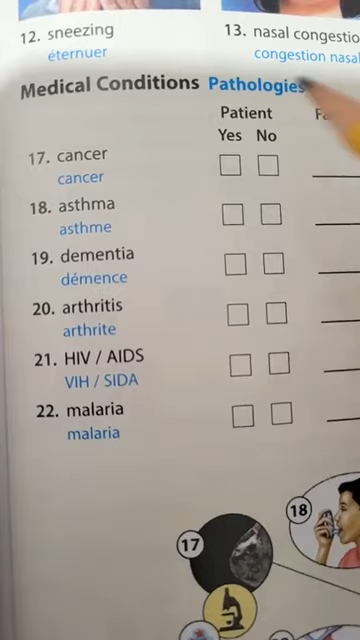 12. sneezing
éternuer
13. nasal congestio
congestion nasal
Medical Conditions Pathologies
Patient
Yes No
17. cancer
cancer
18. asthma
asthme
19. dementia
démence
20. arthritis
arthrite
21. HIV / AIDS
VIH / SIDA
22. malaria
malaria
17
18